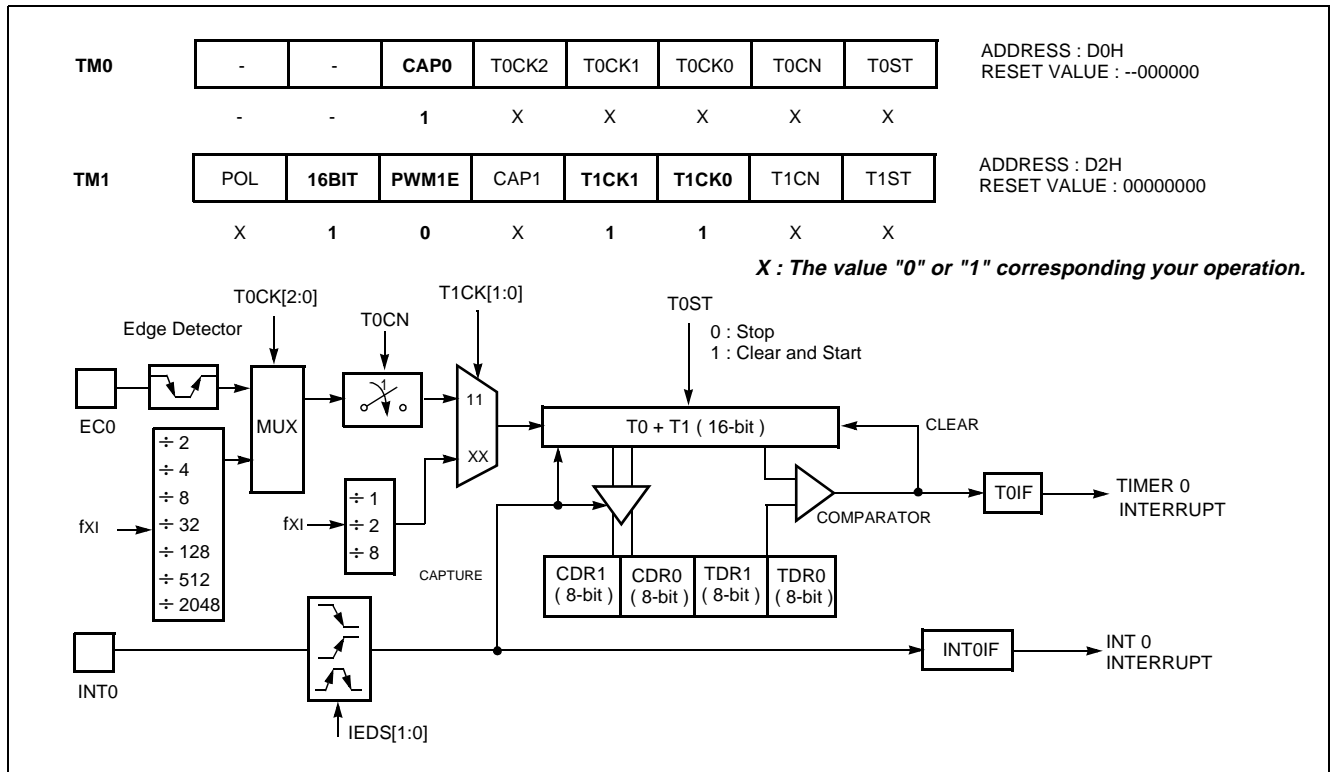 TM0 - - CAP0 T0CK2 T0CK1 T0CK0 T0CN T0ST
ADDRESS : D0H
RESET VALUE : --000000
- - 1 X X X X X
TM1 POL 16BIT PWM1E CAP1 T1CK1 T1CK0 T1CN T1ST
ADDRESS : D2H
RESET VALUE : 00000000
X 1 0 X 1 1 X X
X : The value "0" or "1" corresponding your operation.
T0CK[2:0]
T1CK[1:0]
T0ST
0 : Stop
1 : Clear and Start
Edge Detector
T0CN
EC0
MUX
1
11
XX
T0 + T1 ( 16-bit )
CLEAR
fXI
÷ 2
÷ 4
÷ 8
÷ 32
÷ 128
÷ 512
÷ 2048
fXI
÷ 1
÷ 2
÷ 8
COMPARATOR
T0IF
TIMER 0
INTERRUPT
CAPTURE
CDR1
( 8-bit )
CDR0
( 8-bit )
TDR1
( 8-bit )
TDR0
( 8-bit )
INT0
INT0IF
INT 0
INTERRUPT
IEDS[1:0]